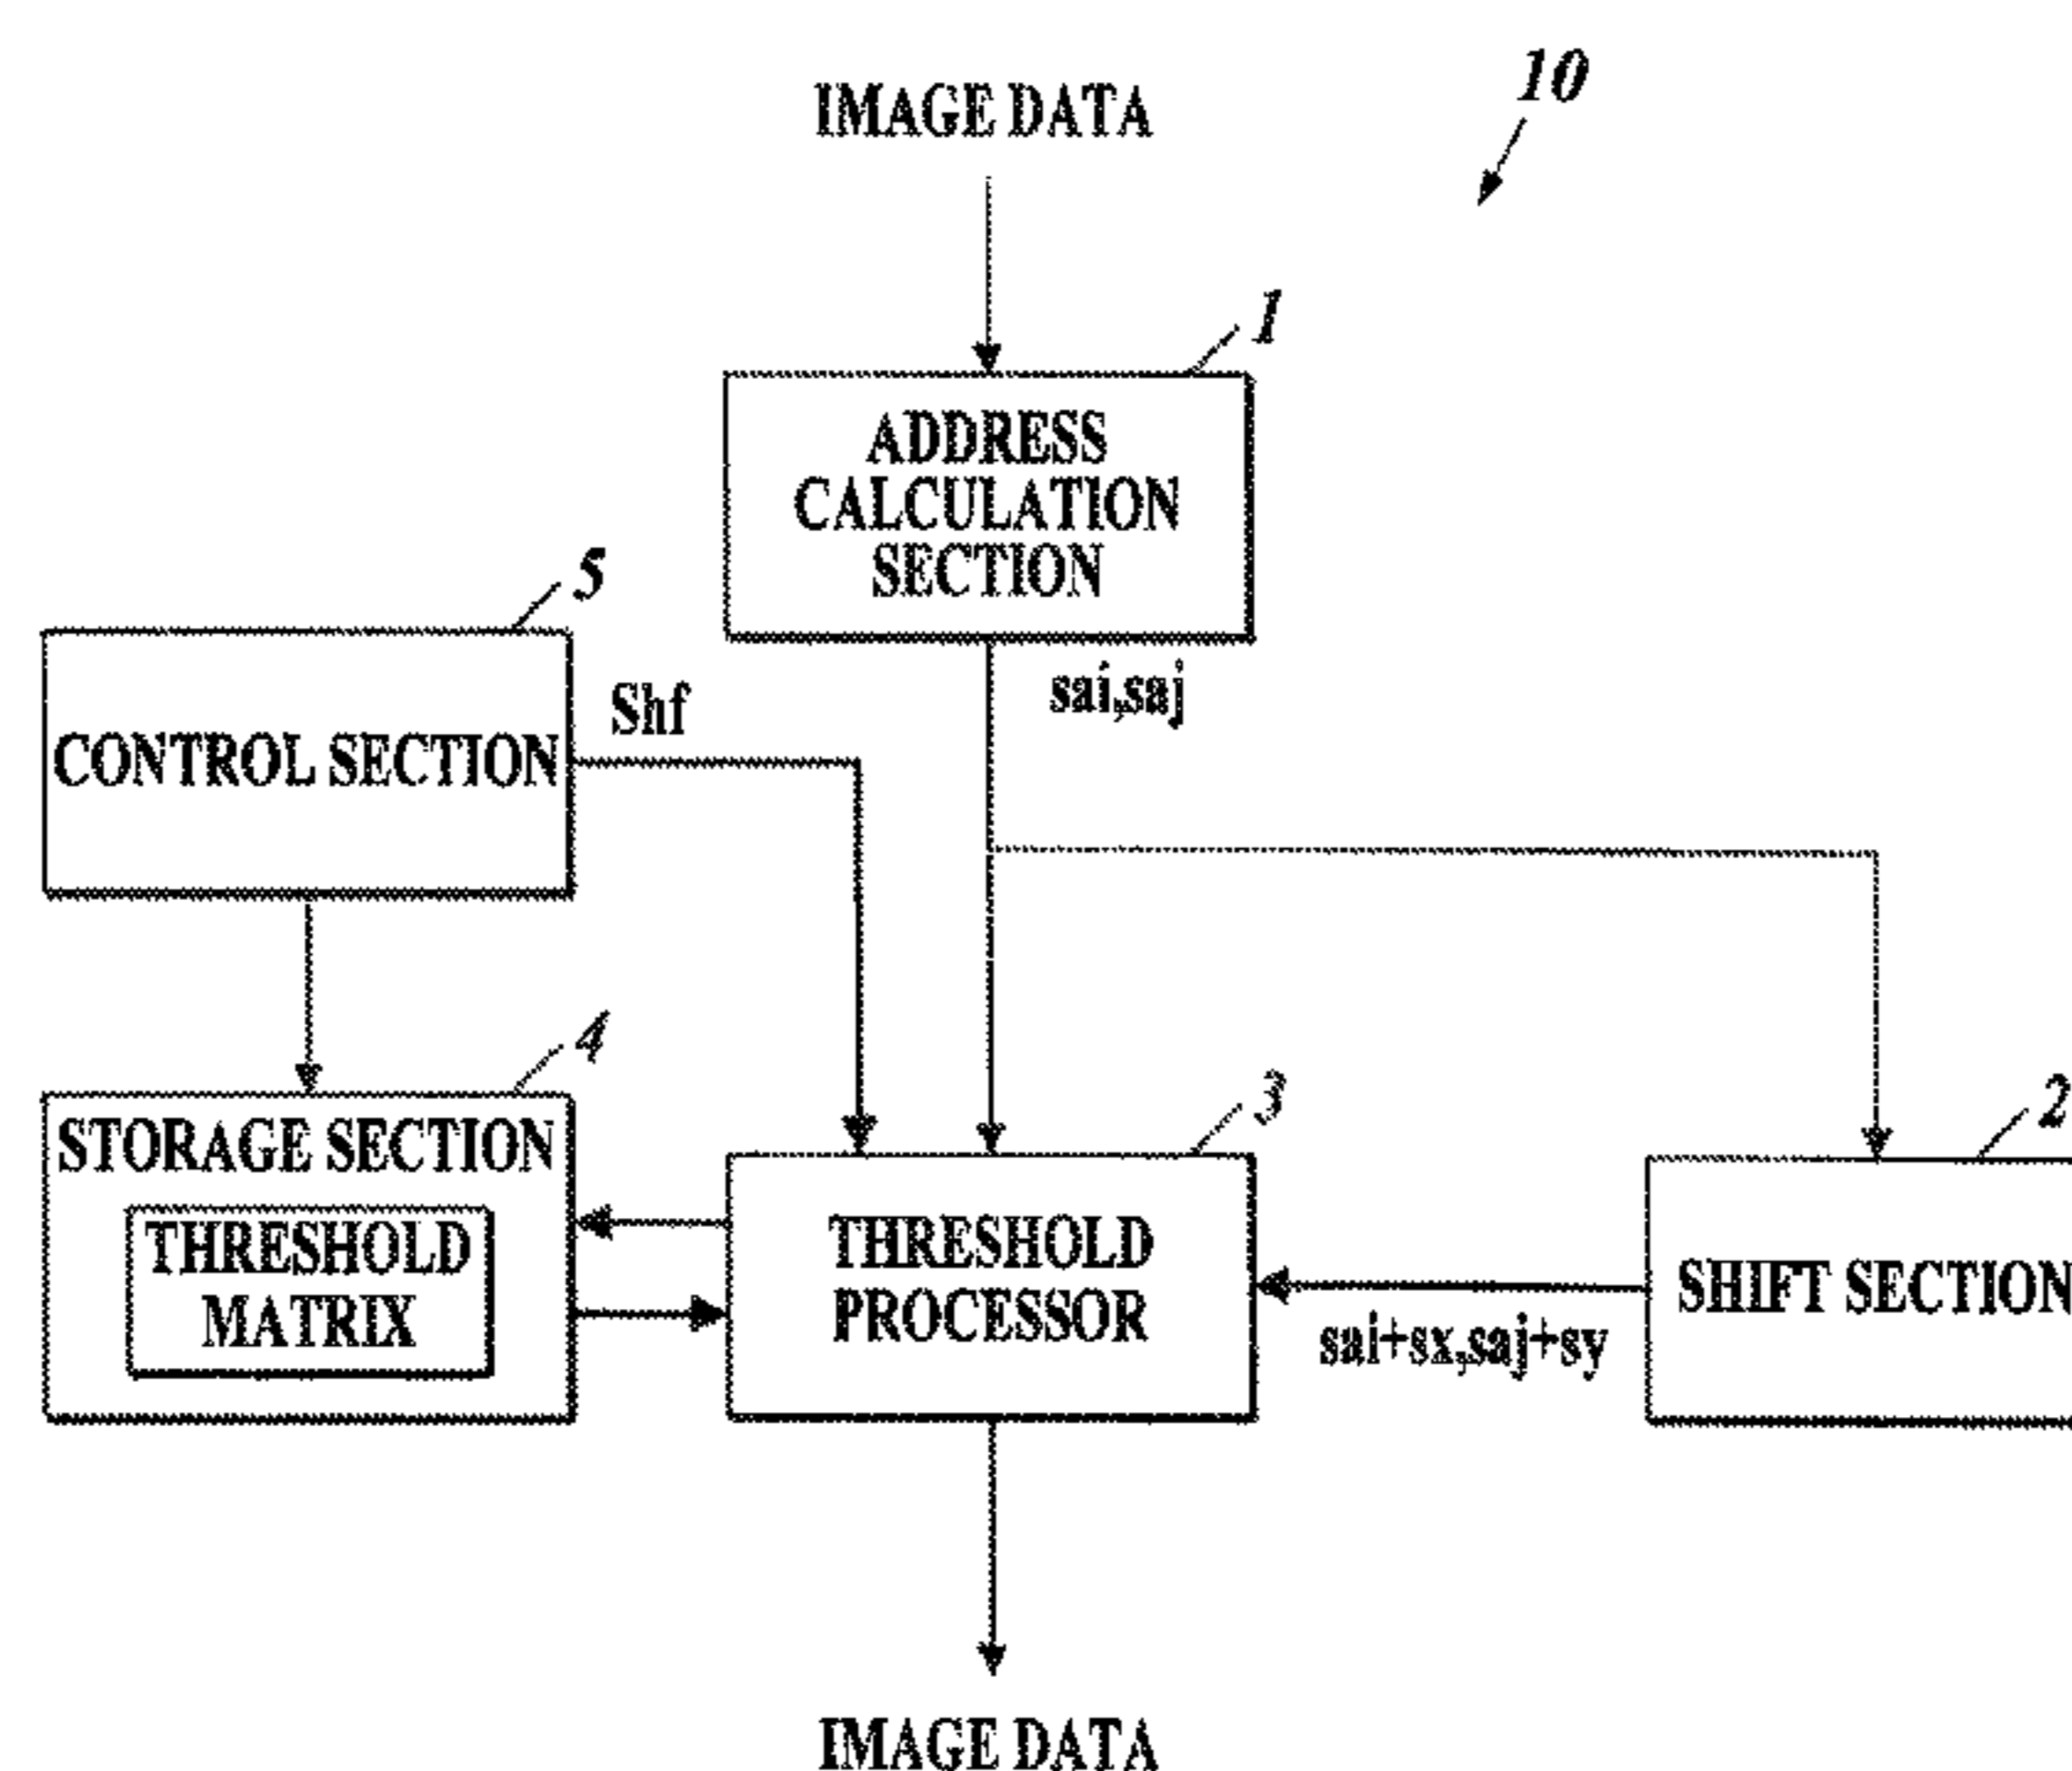 10
IMAGE DATA
1
ADDRESS
CALCULATION
SECTION
5
CONTROL SECTION
Shf
sai,saj
4
STORAGE SECTION
THRESHOLD
MATRIX
3
THRESHOLD
PROCESSOR
2
SHIFT SECTION
sai+sx,saj+sy
IMAGE DATA